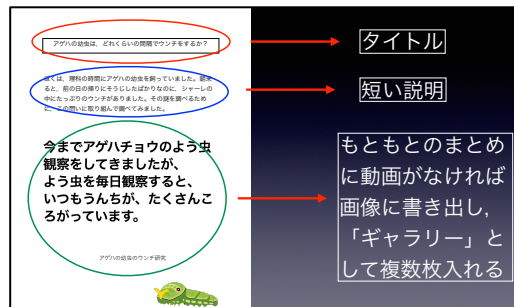 アゲハの幼虫は、どれくらいの間隔でウンチをするか？
ぼくは、理科の時間にアゲハの幼虫を飼っていました。朝来
ると、前の日の帰りにそうじしたばかりなのに、シャーレの
中にたっぷりのウンチがありました。その謎を調べるため
に、この問いに取り組んで調べてみました。
今までアゲハチョウのよう虫
観察をしてきましたが、
よう虫を毎日観察すると、
いつもうんちが、たくさんこ
ろがっています。
アゲハの幼虫のウンチ研究
タイトル
短い説明
もともとのまとめ
に動画がなければ
画像に書き出し,
「ギャラリー」と
して複数枚入れる